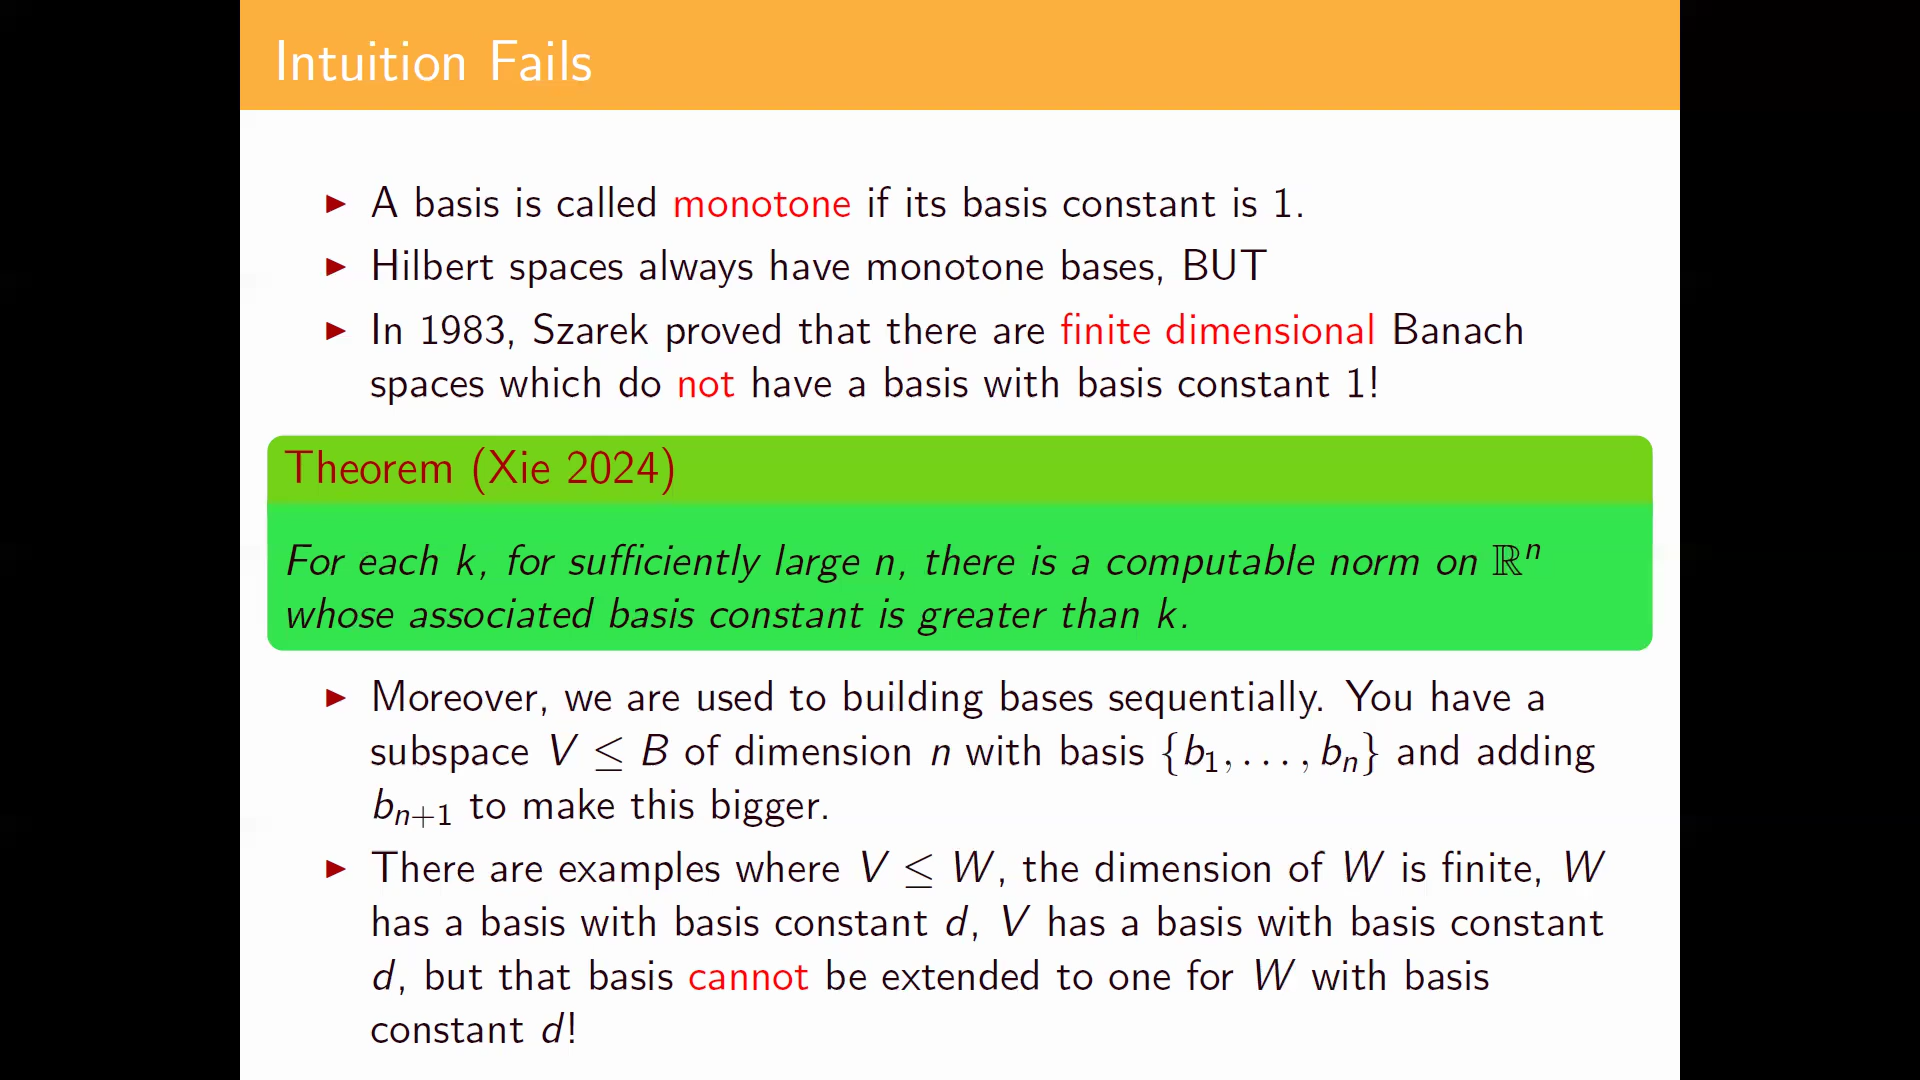 Intuition Fails
▶ A basis is called monotone if its basis constant is 1.
▶ Hilbert spaces always have monotone bases, BUT
▶ In 1983, Szarek proved that there are finite dimensional Banach
spaces which do not have a basis with basis constant 1!
Theorem (Xie 2024)
For each k, for sufficiently large n, there is a computable norm on ℝⁿ
whose associated basis constant is greater than k.
▶ Moreover, we are used to building bases sequentially. You have a
subspace V ≤ B of dimension n with basis {b₁, . . . , bₙ} and adding
bₙ₊₁ to make this bigger.
▶ There are examples where V ≤ W, the dimension of W is finite, W
has a basis with basis constant d, V has a basis with basis constant
d, but that basis cannot be extended to one for W with basis
constant d!